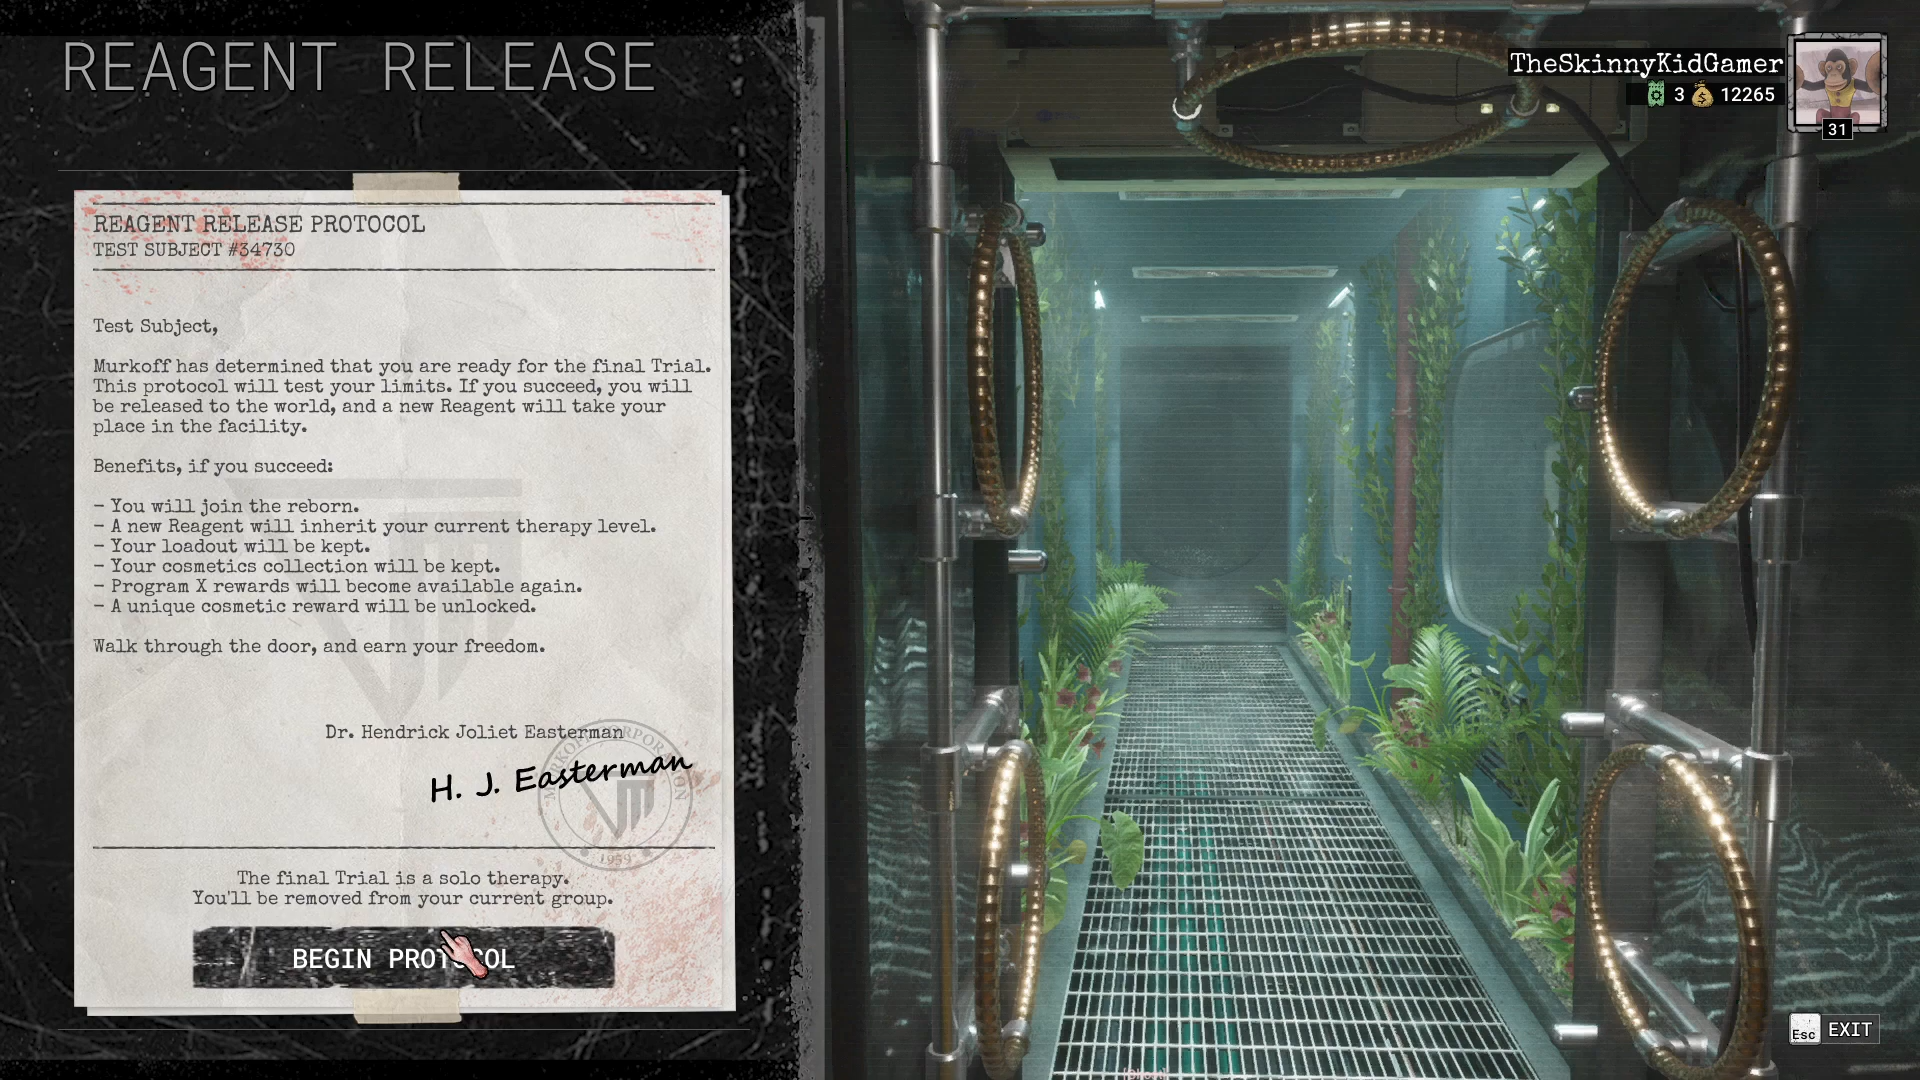 REAGENT RELEASE
TheSkinnyKidGamer
3 12265
31
REAGENT RELEASE PROTOCOL
TEST SUBJECT #34730
Test Subject,
Murkoff has determined that you are ready for the final Trial.
This protocol will test your limits. If you succeed, you will
be released to the world, and a new Reagent will take your
place in the facility.
Benefits, if you succeed:
- You will join the reborn.
- A new Reagent will inherit your current therapy level.
- Your loadout will be kept.
- Your cosmetics collection will be kept.
- Program X rewards will become available again.
- A unique cosmetic reward will be unlocked.
Walk through the door, and earn your freedom.
Dr. Hendrick Joliet Easterman
H. J. Easterman
MURKOFF CORPORATION
1959
The final Trial is a solo therapy.
You'll be removed from your current group.
BEGIN PROTOCOL
Esc EXIT